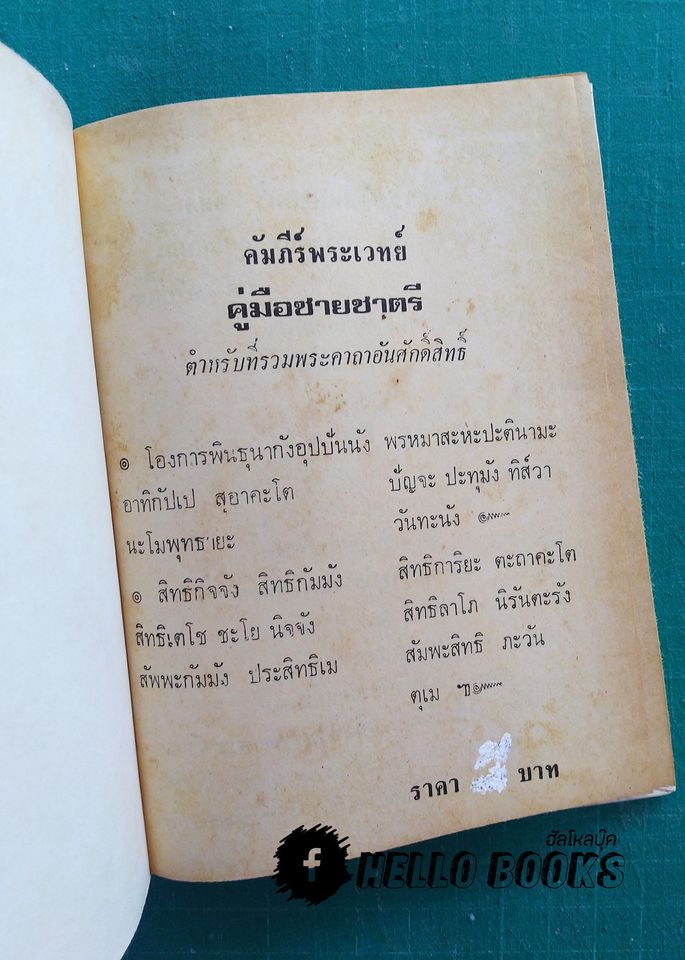 คัมภีร์พระเวทย์
คู่มือชายชาตรี
ตำหรับที่รวมพระคาถาอันศักดิ์สิทธิ์
๏ โองการพินธุนากังอุปปันนัง พรหมาสะหะปะตินามะ
อาทิกัปเป สุอาคะโต ปัญจะ ปะทุมัง ทิส์วา
นะโมพุทธายะ วันทะนัง ๛
๏ สิทธิกิจจัง สิทธิกัมมัง สิทธิการิยะ ตะถาคะโต
สิทธิเตโช ชะโย นิจจัง สิทธิลาโภ นิรันตะรัง
สัพพะกัมมัง ประสิทธิเม สัมพะสิทธิ ภะวัน
ตุเม ฯ๛
ราคา บาท
ฮัลโหลบุ๊ค
f HELLO BOOKS